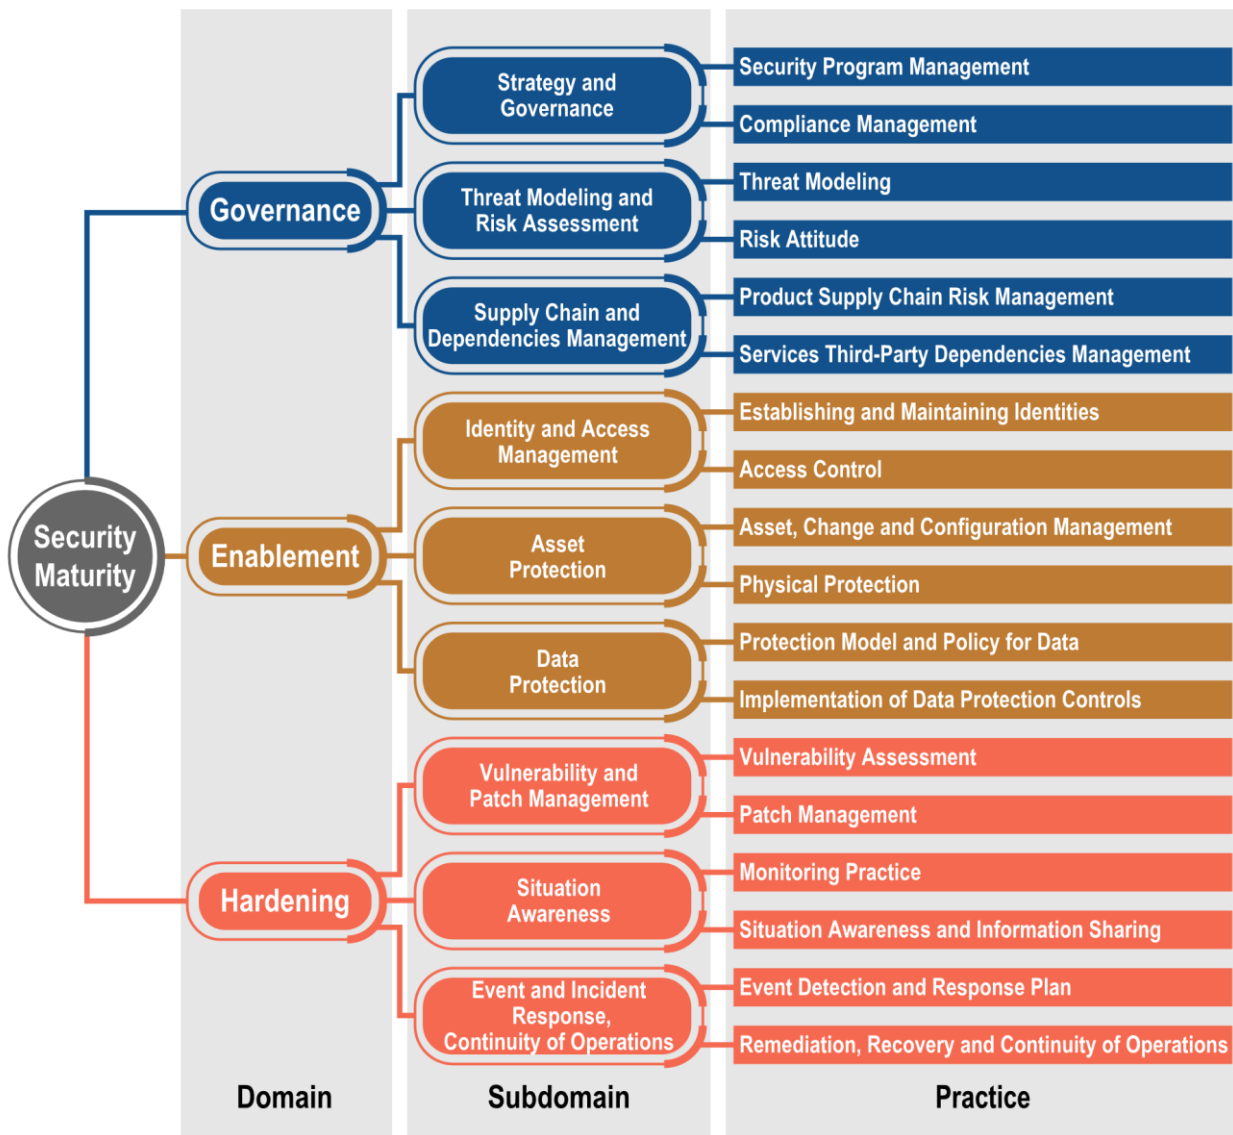 Security
Maturity
Governance
Strategy and
Governance
Security Program Management
Compliance Management
Threat Modeling and
Risk Assessment
Threat Modeling
Risk Attitude
Supply Chain and
Dependencies Management
Product Supply Chain Risk Management
Services Third-Party Dependencies Management
Enablement
Identity and Access
Management
Establishing and Maintaining Identities
Access Control
Asset
Protection
Asset, Change and Configuration Management
Physical Protection
Data
Protection
Protection Model and Policy for Data
Implementation of Data Protection Controls
Hardening
Vulnerability and
Patch Management
Vulnerability Assessment
Patch Management
Situation
Awareness
Monitoring Practice
Situation Awareness and Information Sharing
Event and Incident
Response,
Continuity of Operations
Event Detection and Response Plan
Remediation, Recovery and Continuity of Operations
Domain
Subdomain
Practice